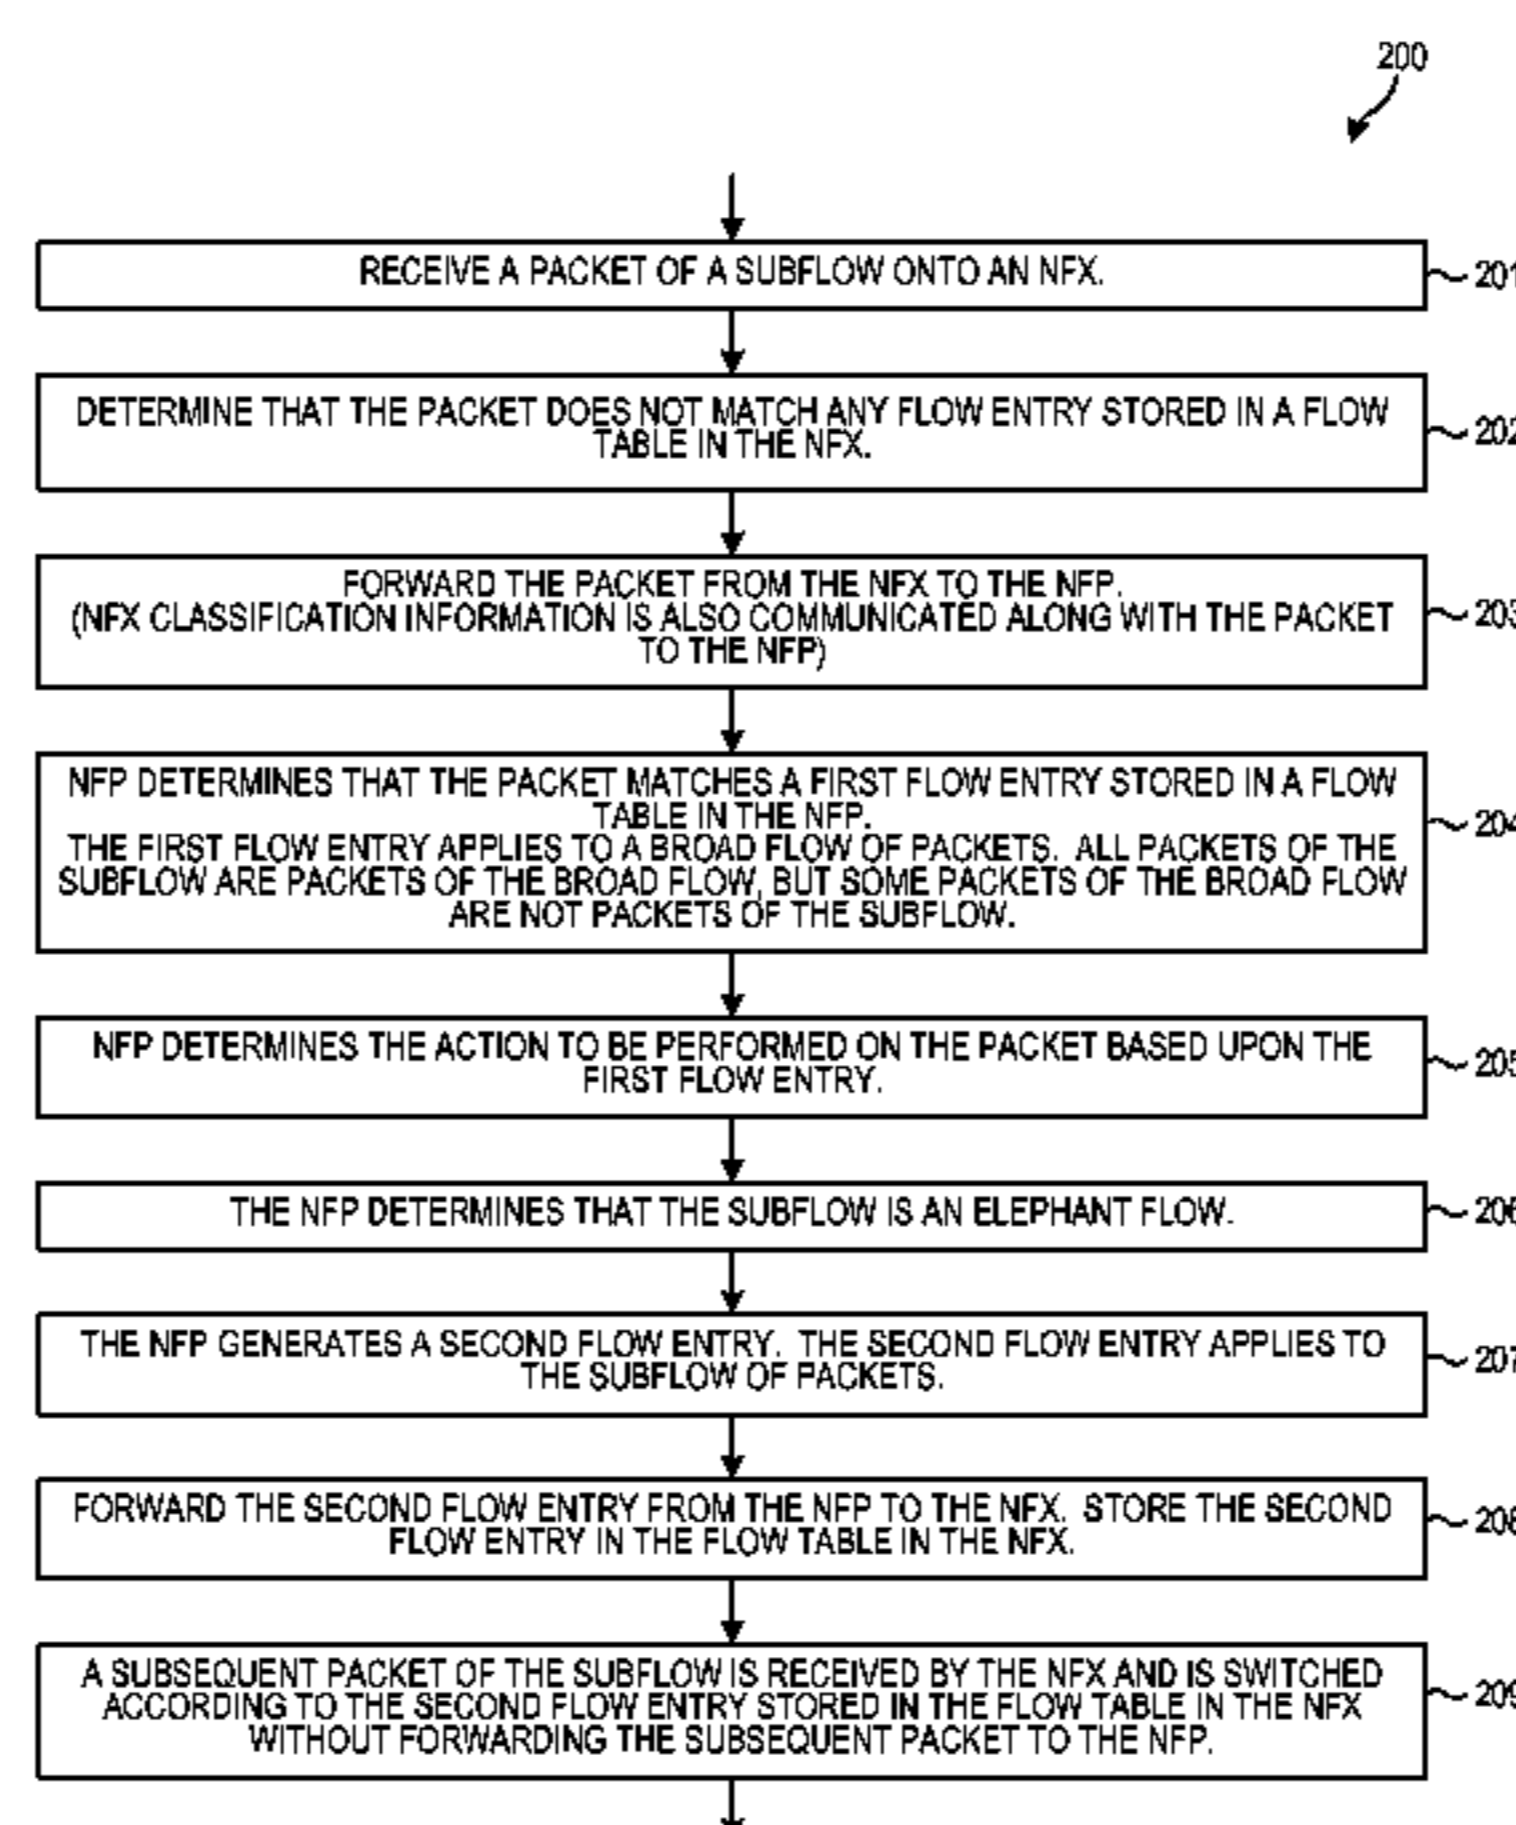 200
RECEIVE A PACKET OF A SUBFLOW ONTO AN NFX.
201
DETERMINE THAT THE PACKET DOES NOT MATCH ANY FLOW ENTRY STORED IN A FLOW
TABLE IN THE NFX.
202
FORWARD THE PACKET FROM THE NFX TO THE NFP.
(NFX CLASSIFICATION INFORMATION IS ALSO COMMUNICATED ALONG WITH THE PACKET
TO THE NFP)
203
NFP DETERMINES THAT THE PACKET MATCHES A FIRST FLOW ENTRY STORED IN A FLOW
TABLE IN THE NFP.
THE FIRST FLOW ENTRY APPLIES TO A BROAD FLOW OF PACKETS. ALL PACKETS OF THE
SUBFLOW ARE PACKETS OF THE BROAD FLOW, BUT SOME PACKETS OF THE BROAD FLOW
ARE NOT PACKETS OF THE SUBFLOW.
204
NFP DETERMINES THE ACTION TO BE PERFORMED ON THE PACKET BASED UPON THE
FIRST FLOW ENTRY.
205
THE NFP DETERMINES THAT THE SUBFLOW IS AN ELEPHANT FLOW.
206
THE NFP GENERATES A SECOND FLOW ENTRY. THE SECOND FLOW ENTRY APPLIES TO
THE SUBFLOW OF PACKETS.
207
FORWARD THE SECOND FLOW ENTRY FROM THE NFP TO THE NFX. STORE THE SECOND
FLOW ENTRY IN THE FLOW TABLE IN THE NFX.
208
A SUBSEQUENT PACKET OF THE SUBFLOW IS RECEIVED BY THE NFX AND IS SWITCHED
ACCORDING TO THE SECOND FLOW ENTRY STORED IN THE FLOW TABLE IN THE NFX
WITHOUT FORWARDING THE SUBSEQUENT PACKET TO THE NFP.
209